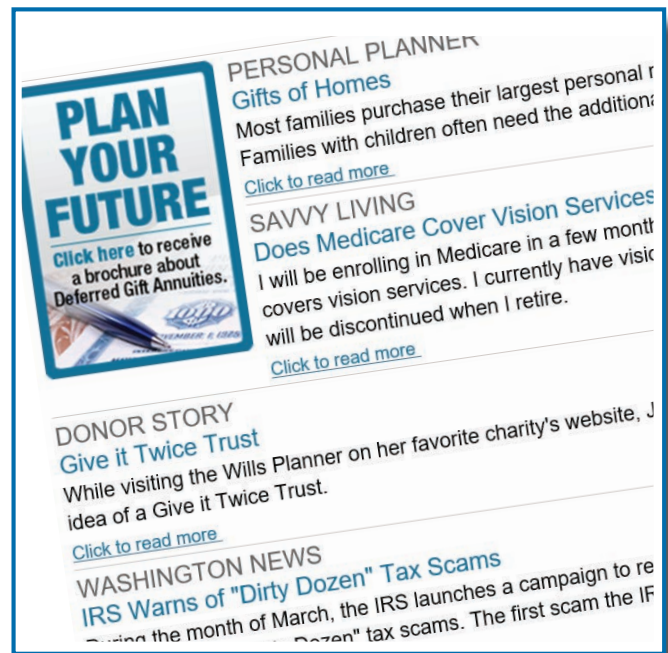 PLAN
YOUR
FUTURE
Click here to receive
a brochure about
Deferred Gift Annuities.
1000
PERSONAL PLANNER
Gifts of Homes
Most families purchase their largest personal
Families with children often need the additiona
Click to read more
SAVVY LIVING
Does Medicare Cover Vision Services
I will be enrolling in Medicare in a few month
covers vision services. I currently have visi
will be discontinued when I retire.
Click to read more
DONOR STORY
Give it Twice Trust
While visiting the Wills Planner on her favorite charity's website, J
idea of a Give it Twice Trust.
Click to read more
WASHINGTON NEWS
IRS Warns of "Dirty Dozen" Tax Scams
During the month of March, the IRS launches a campaign to re
Dozen" tax scams. The first scam the IR